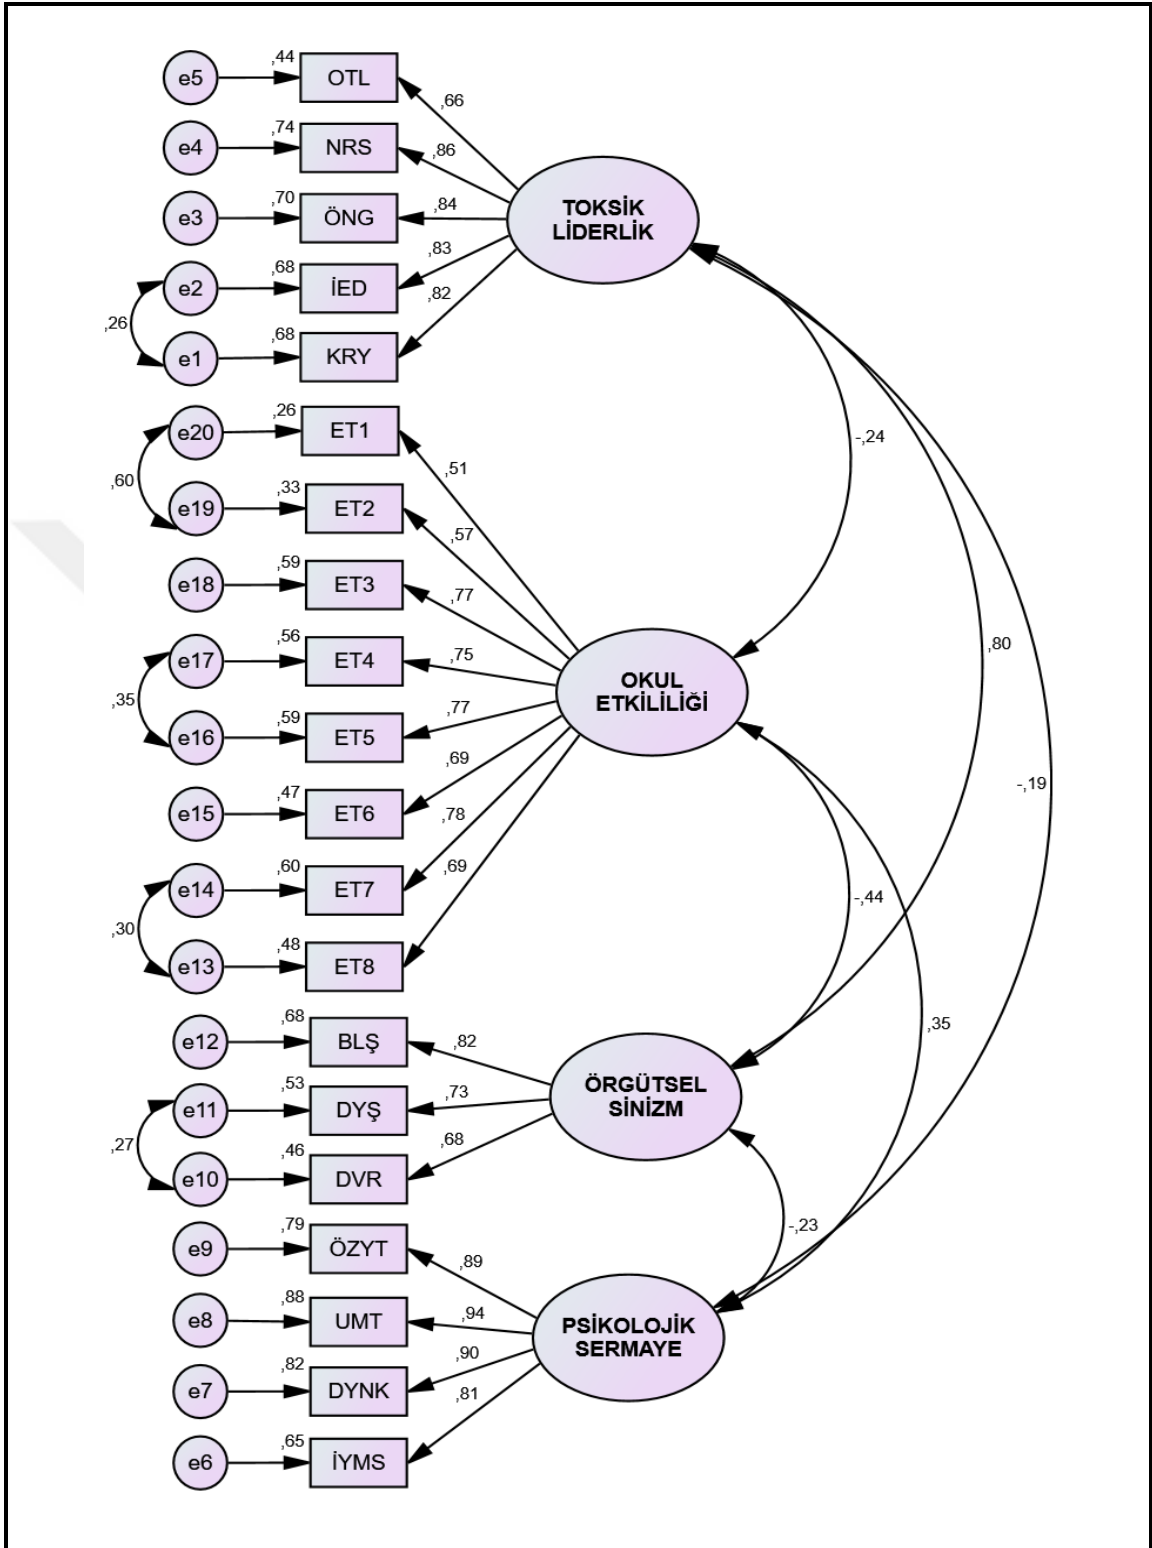 e5
,44
OTL
,66
e4
,74
NRS
,86
e3
,70
ÖNG
,84
TOKSİK
LİDERLİK
e2
,68
İED
,83
,26
e1
,68
KRY
,82
e20
,26
ET1
,51
,60
e19
,33
ET2
,57
-,24
e18
,59
ET3
,77
e17
,56
ET4
,75
,35
e16
,59
ET5
,77
OKUL
ETKİLİLİĞİ
,80
e15
,47
ET6
,69
-,19
e14
,60
ET7
,78
,30
e13
,48
ET8
,69
-,44
,35
e12
,68
BLŞ
,82
e11
,53
DYŞ
,73
,27
e10
,46
DVR
,68
ÖRGÜTSEL
SİNİZM
-,23
e9
,79
ÖZYT
,89
e8
,88
UMT
,94
e7
,82
DYNK
,90
e6
,65
İYMS
,81
PSİKOLOJİK
SERMAYE